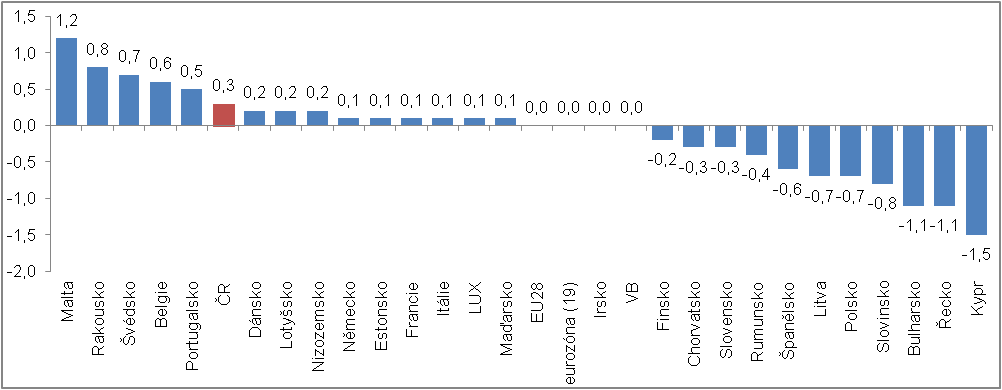 1,5
1,0
0,5
0,0
-0,5
-1,0
-1,5
-2,0
1,2
0,8
0,7
0,6
0,5
0,3
0,2
0,2
0,2
0,1
0,1
0,1
0,1
0,1
0,1
0,0
0,0
0,0
0,0
-0,2
-0,3
-0,3
-0,4
-0,6
-0,7
-0,7
-0,8
-1,1
-1,1
-1,5
Malta
Rakousko
Švédsko
Belgie
Portugalsko
ČR
Dánsko
Lotyšsko
Nizozemsko
Německo
Estonsko
Francie
Itálie
LUX
Maďarsko
EU28
eurozóna (19)
Irsko
VB
Finsko
Chorvatsko
Slovensko
Rumunsko
Španělsko
Litva
Polsko
Slovinsko
Bulharsko
Řecko
Kypr